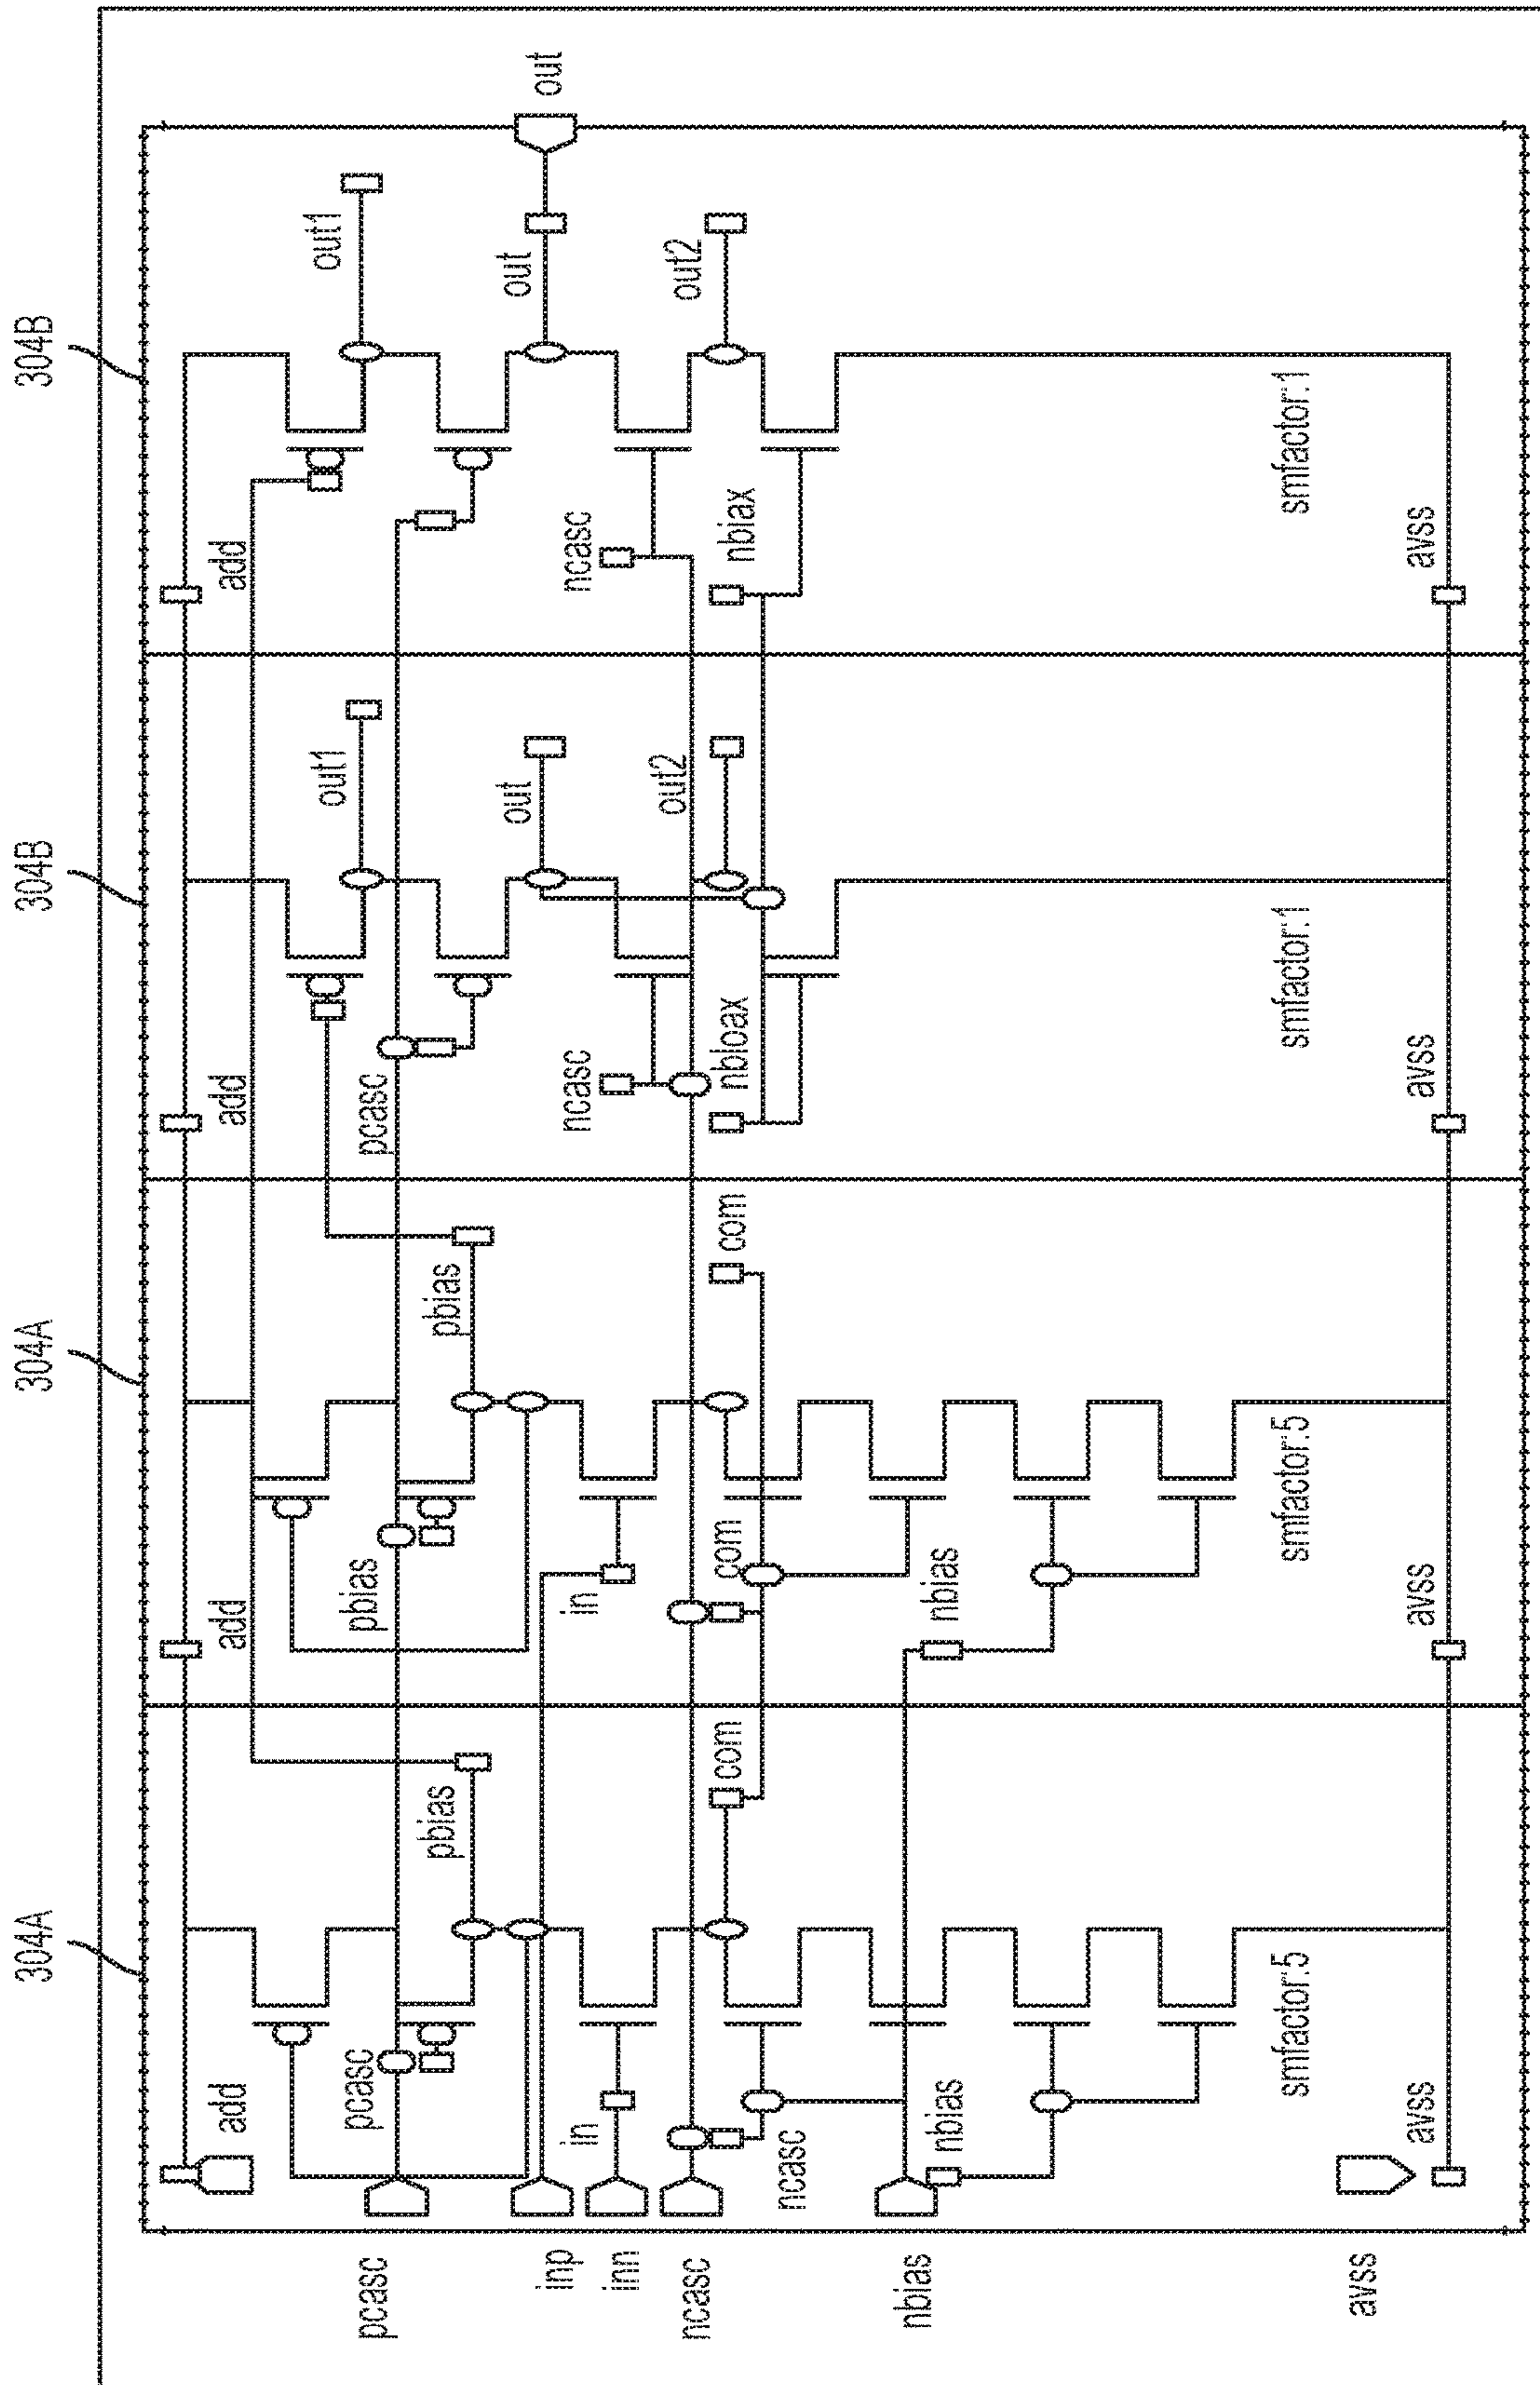 304A
304A
304B
304B
add
add
add
add
pcasc
pcasc
pbias
pbias
pbias
pcasc
out1
out1
inp
inn
in
in
out
out
out
ncasc
ncasc
com
com
com
ncasc
nbloax
out2
ncasc
nbiax
out2
nbias
nbias
nbias
smfactor:5
smfactor:5
smfactor:1
smfactor:1
avss
avss
avss
avss
avss